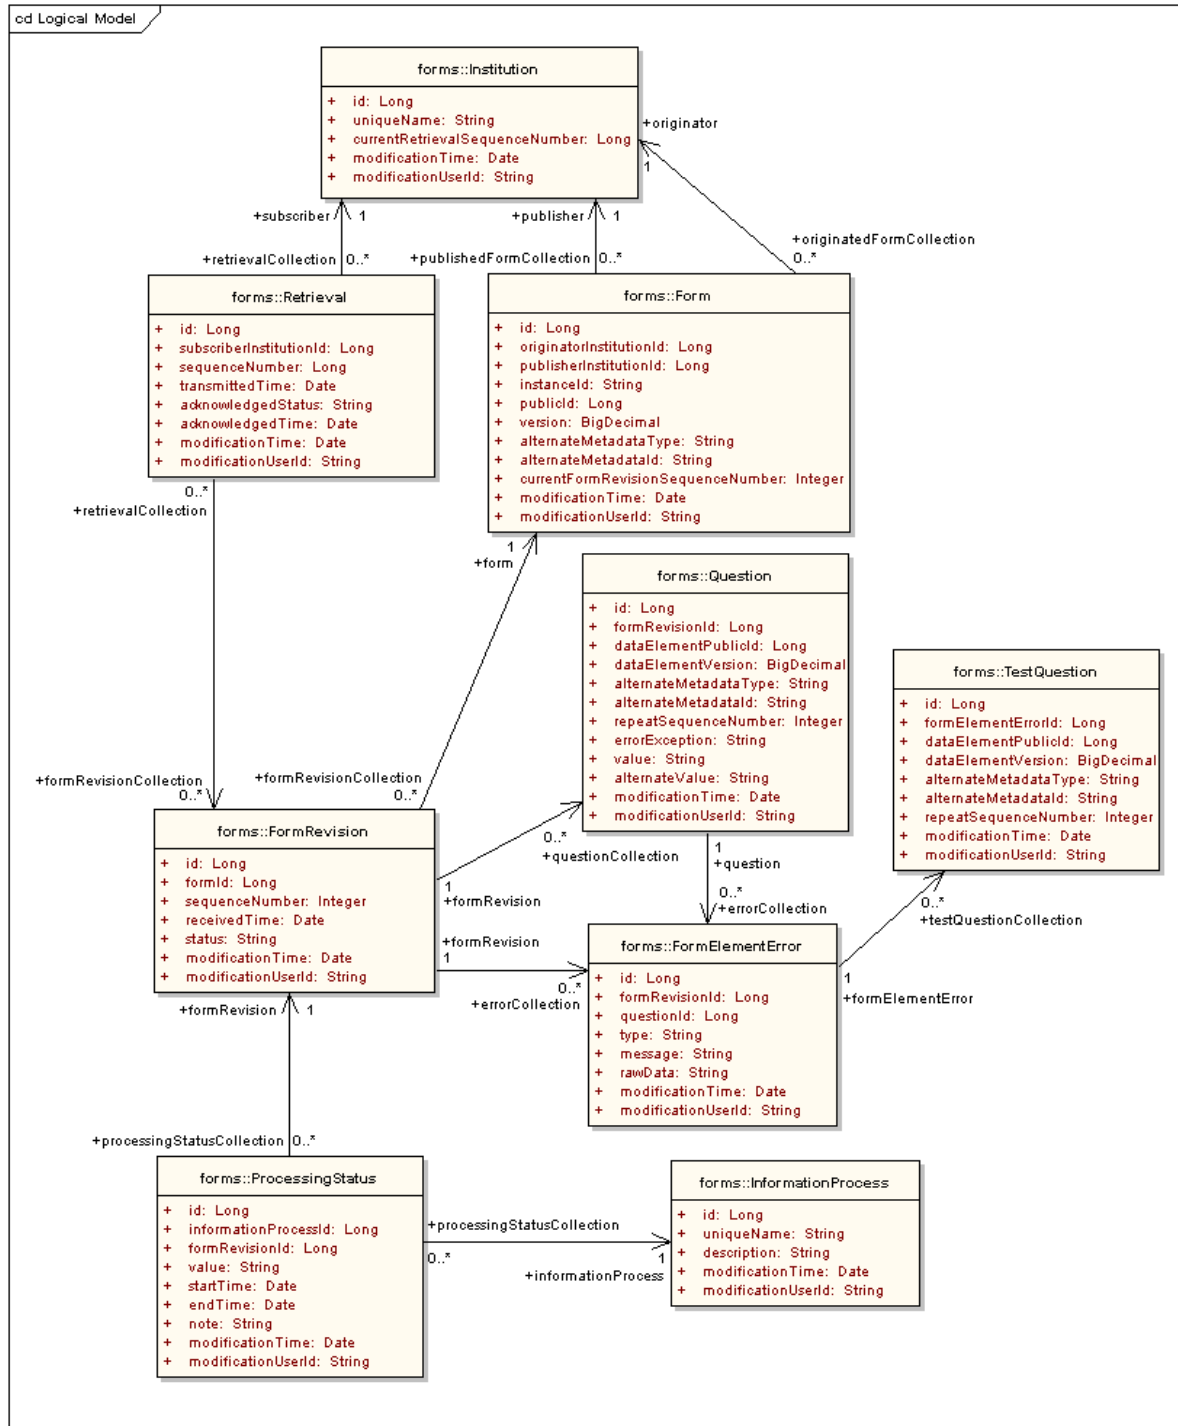 cd Logical Model
forms::Institution
+ id: Long
+ uniqueName: String
+ currentRetrievalSequenceNumber: Long
+ modificationTime: Date
+ modificationUserId: String
+originator
1
+subscriber 1
+publisher 1
+originatedFormCollection
0..*
+retrievalCollection 0..*
+publishedFormCollection 0..*
forms::Retrieval
+ id: Long
+ subscriberInstitutionId: Long
+ sequenceNumber: Long
+ transmittedTime: Date
+ acknowledgedStatus: String
+ acknowledgedTime: Date
+ modificationTime: Date
+ modificationUserId: String
forms::Form
+ id: Long
+ originatorInstitutionId: Long
+ publisherInstitutionId: Long
+ instanceId: String
+ publicId: Long
+ version: BigDecimal
+ alternateMetadataType: String
+ alternateMetadataId: String
+ currentFormRevisionSequenceNumber: Integer
+ modificationTime: Date
+ modificationUserId: String
0..*
+retrievalCollection
1
+form
forms::Question
+ id: Long
+ formRevisionId: Long
+ dataElementPublicId: Long
+ dataElementVersion: BigDecimal
+ alternateMetadataType: String
+ alternateMetadataId: String
+ repeatSequenceNumber: Integer
+ errorException: String
+ value: String
+ alternateValue: String
+ modificationTime: Date
+ modificationUserId: String
forms::TestQuestion
+ id: Long
+ formElementErrorId: Long
+ dataElementPublicId: Long
+ dataElementVersion: BigDecimal
+ alternateMetadataType: String
+ alternateMetadataId: String
+ repeatSequenceNumber: Integer
+ modificationTime: Date
+ modificationUserId: String
+formRevisionCollection
0..*
+formRevisionCollection
0..*
forms::FormRevision
+ id: Long
+ formId: Long
+ sequenceNumber: Integer
+ receivedTime: Date
+ status: String
+ modificationTime: Date
+ modificationUserId: String
0..*
+questionCollection
1
+formRevision
1
+question
0..*
+errorCollection
0..*
+testQuestionCollection
+formRevision
1
0..*
+errorCollection
forms::FormElementError
+ id: Long
+ formRevisionId: Long
+ questionId: Long
+ type: String
+ message: String
+ rawData: String
+ modificationTime: Date
+ modificationUserId: String
1
+formElementError
+formRevision 1
+processingStatusCollection 0..*
forms::ProcessingStatus
+ id: Long
+ informationProcessId: Long
+ formRevisionId: Long
+ value: String
+ startTime: Date
+ endTime: Date
+ note: String
+ modificationTime: Date
+ modificationUserId: String
+processingStatusCollection
0..*
1
+informationProcess
forms::InformationProcess
+ id: Long
+ uniqueName: String
+ description: String
+ modificationTime: Date
+ modificationUserId: String